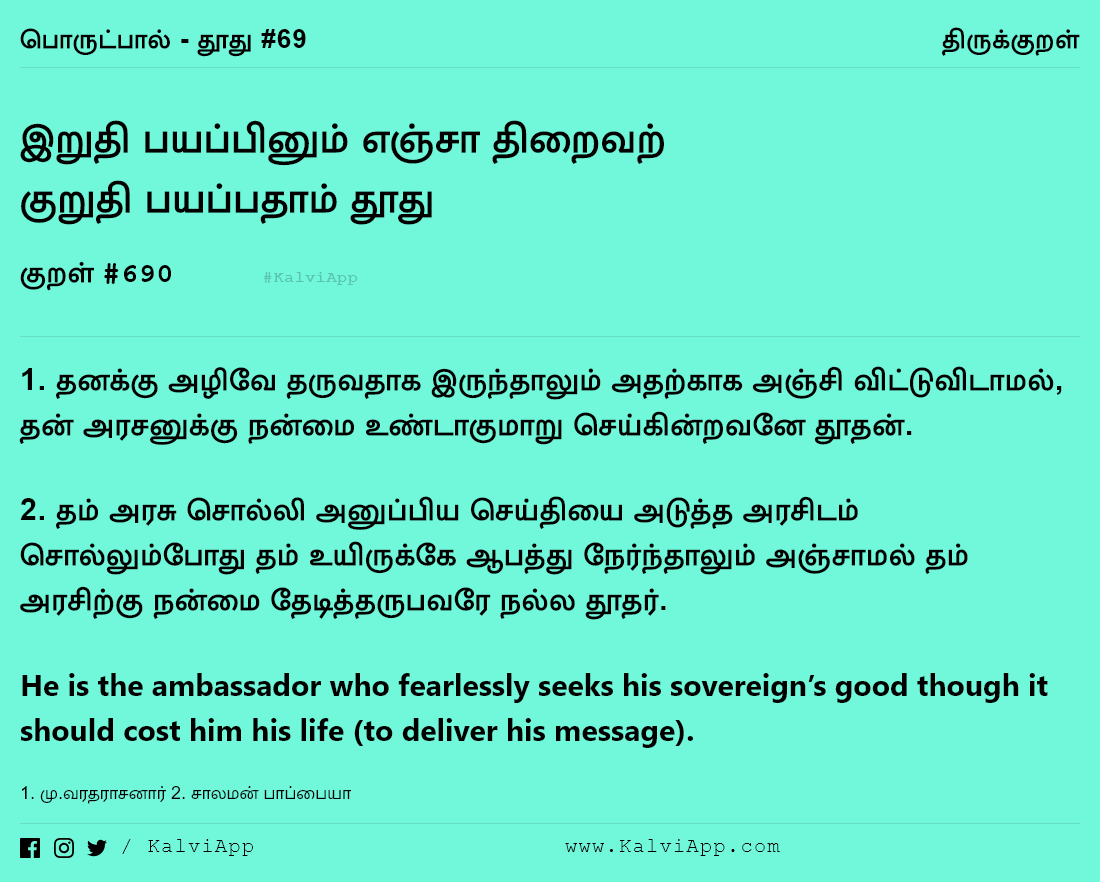 பொருட்பால் - தூது #69
திருக்குறள்
இறுதி பயப்பினும் எஞ்சா திறைவற்
குறுதி பயப்பதாம் தூது
குறள் #690
#KalviApp
1. தனக்கு அழிவே தருவதாக இருந்தாலும் அதற்காக அஞ்சி விட்டுவிடாமல்,
தன் அரசனுக்கு நன்மை உண்டாகுமாறு செய்கின்றவனே தூதன்.
2. தம் அரசு சொல்லி அனுப்பிய செய்தியை அடுத்த அரசிடம்
சொல்லும்போது தம் உயிருக்கே ஆபத்து நேர்ந்தாலும் அஞ்சாமல் தம்
அரசிற்கு நன்மை தேடித்தருபவரே நல்ல தூதர்.
He is the ambassador who fearlessly seeks his sovereign’s good though it
should cost him his life (to deliver his message).
1. மு.வரதராசனார் 2. சாலமன் பாப்பையா
/ KalviApp
www.KalviApp.com